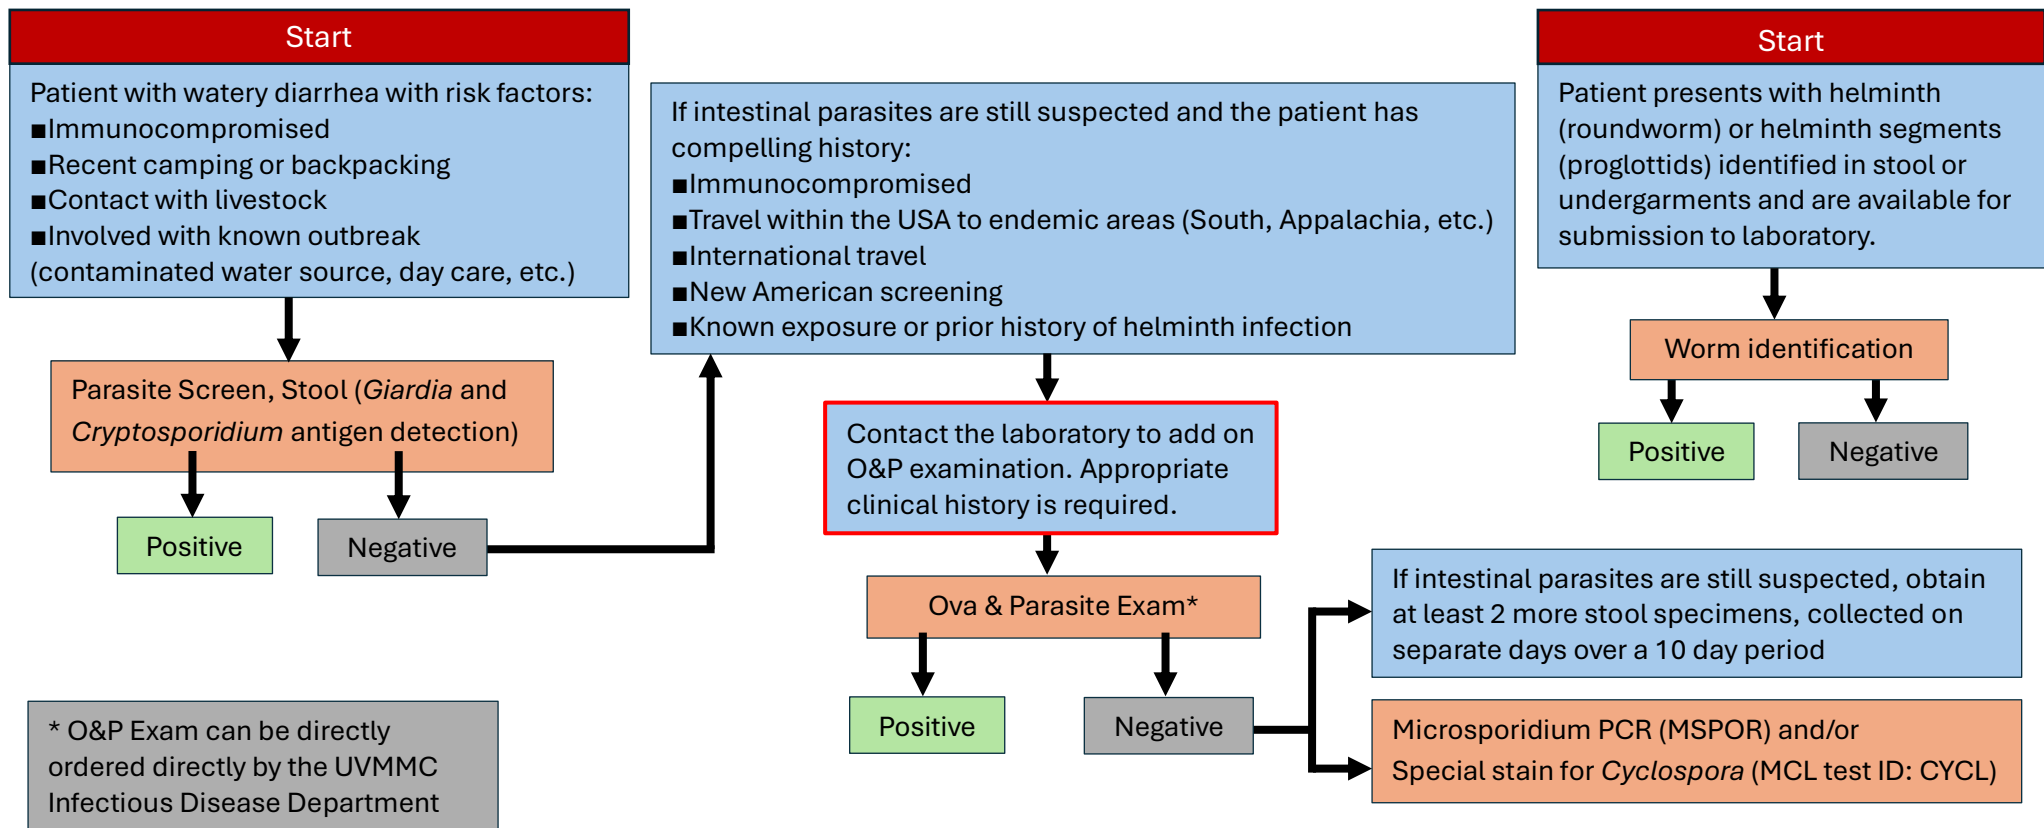 Start
Patient with watery diarrhea with risk factors:
■Immunocompromised
■Recent camping or backpacking
■Contact with livestock
■Involved with known outbreak
(contaminated water source, day care, etc.)
Parasite Screen, Stool (Giardia and
Cryptosporidium antigen detection)
Positive
Negative
If intestinal parasites are still suspected and the patient has
compelling history:
■Immunocompromised
■Travel within the USA to endemic areas (South, Appalachia, etc.)
■International travel
■New American screening
■Known exposure or prior history of helminth infection
Contact the laboratory to add on
O&P examination. Appropriate
clinical history is required.
Ova & Parasite Exam*
Positive
Negative
If intestinal parasites are still suspected, obtain
at least 2 more stool specimens, collected on
separate days over a 10 day period
Microsporidium PCR (MSPOR) and/or
Special stain for Cyclospora (MCL test ID: CYCL)
Start
Patient presents with helminth
(roundworm) or helminth segments
(proglottids) identified in stool or
undergarments and are available for
submission to laboratory.
Worm identification
Positive
Negative
* O&P Exam can be directly
ordered directly by the UVMMC
Infectious Disease Department